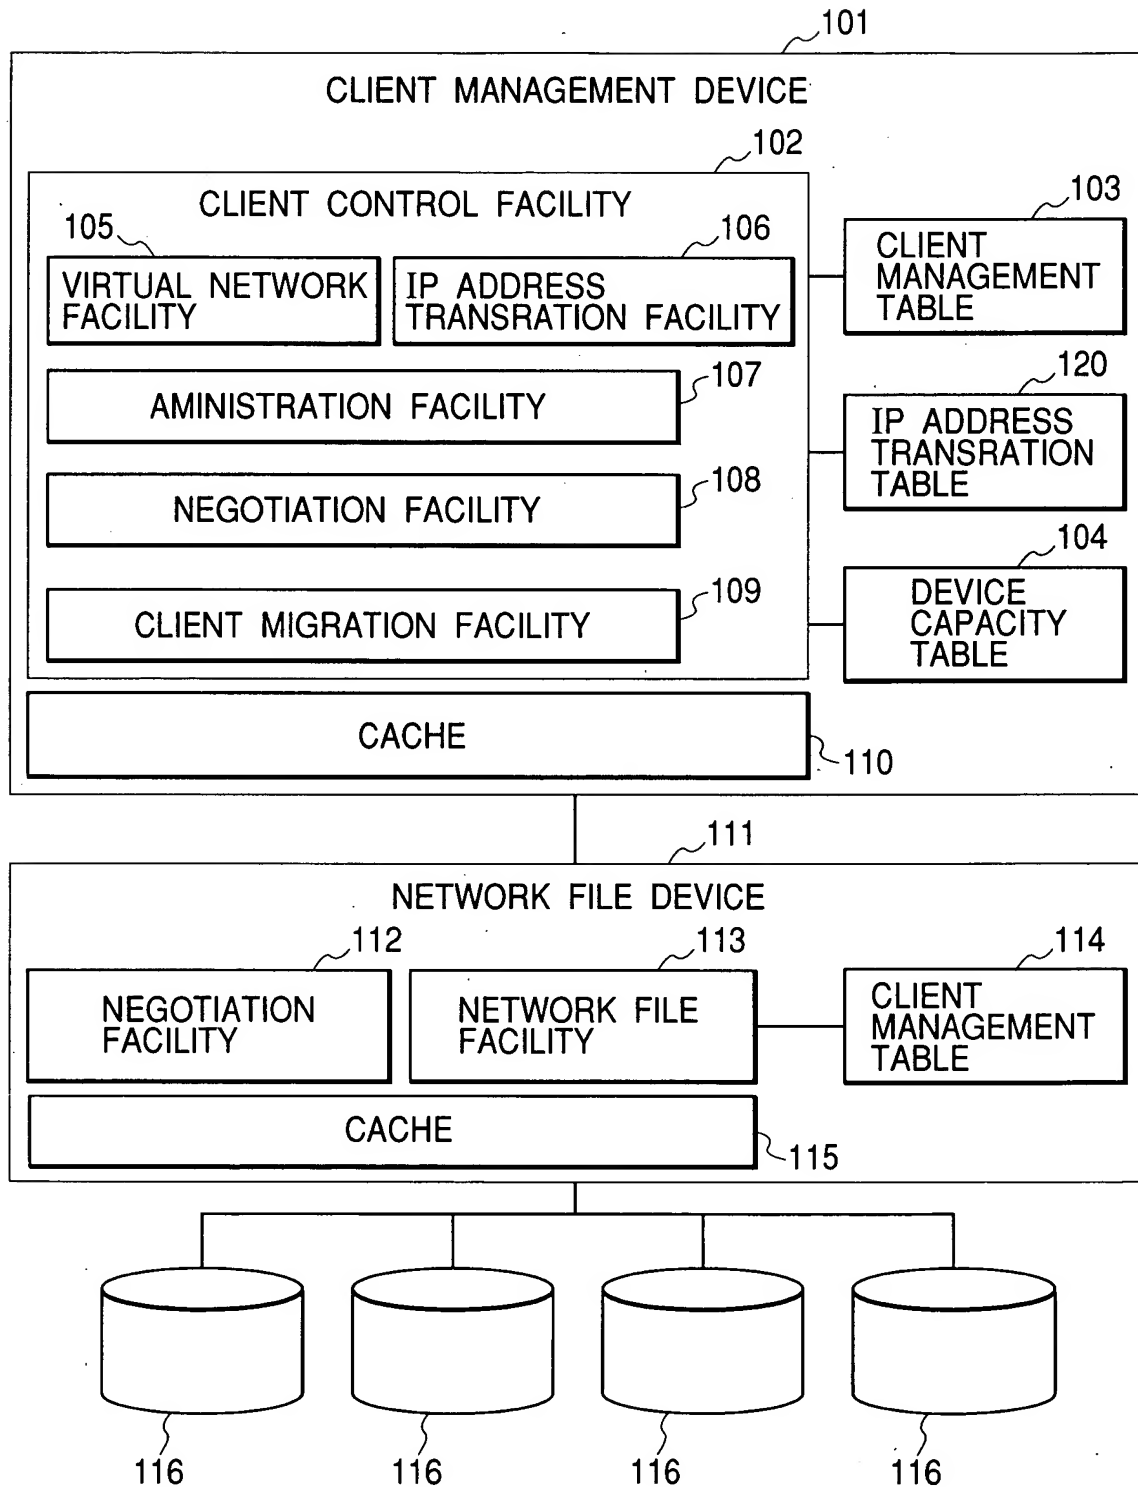 101
CLIENT MANAGEMENT DEVICE
102
CLIENT CONTROL FACILITY
105
VIRTUAL NETWORK
FACILITY
106
IP ADDRESS
TRANSRATION FACILITY
103
CLIENT
MANAGEMENT
TABLE
107
AMINISTRATION FACILITY
120
IP ADDRESS
TRANSRATION
TABLE
108
NEGOTIATION FACILITY
104
DEVICE
CAPACITY
TABLE
109
CLIENT MIGRATION FACILITY
CACHE
110
111
NETWORK FILE DEVICE
112
NEGOTIATION
FACILITY
113
NETWORK FILE
FACILITY
114
CLIENT
MANAGEMENT
TABLE
CACHE
115
116
116
116
116